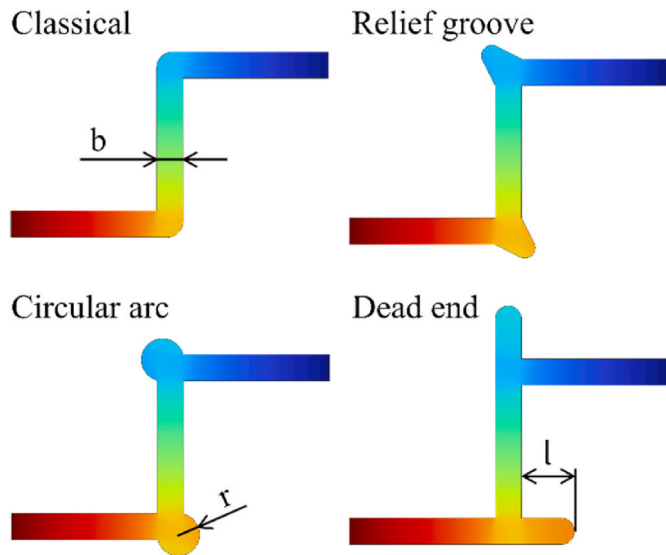 Classical
Relief groove
b
Circular arc
Dead end
r
l